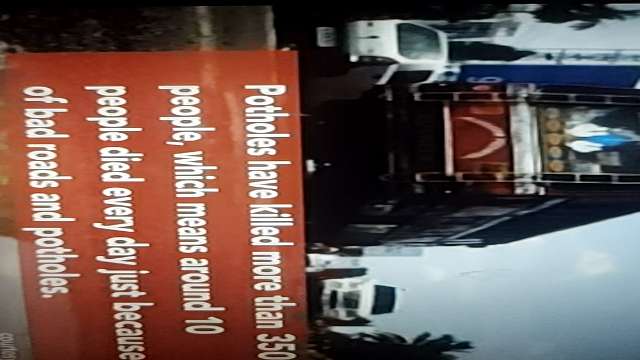 Potholes have killed more than 350
people, which means around 10
people died every day just because
of bad roads and potholes.